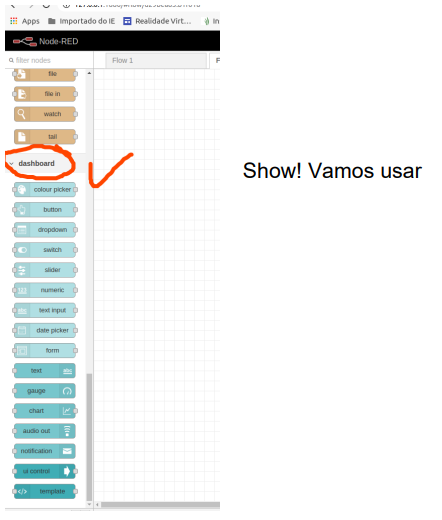 Apps Importado do IE Realidade Virt...
Node-RED
filter nodes
Flow 1
file
file in
watch
tail
dashboard
Show! Vamos usar
colour picker
button
dropdown
switch
slider
numeric
text input
date picker
form
text
gauge
chart
audio out
notification
ui control
template